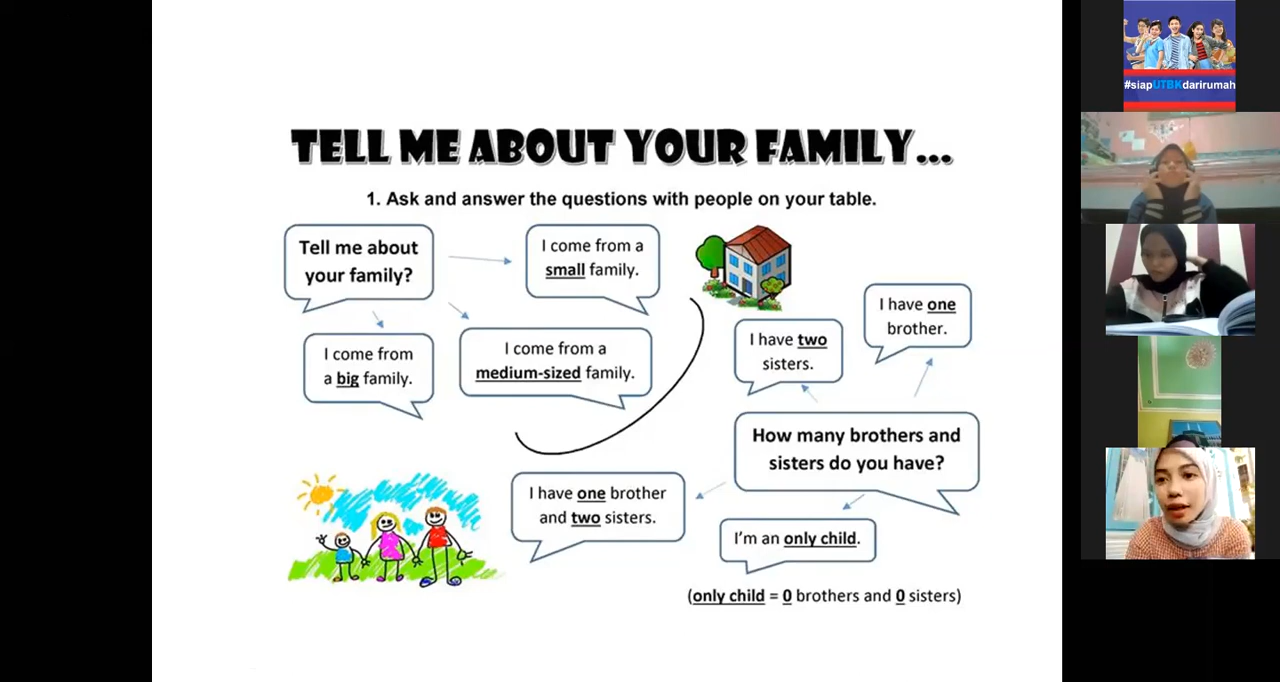 TELL ME ABOUT YOUR FAMILY...
1. Ask and answer the questions with people on your table.
Tell me about
your family?
I come from a
small family.
I come from
a big family.
I come from a
medium-sized family.
I have two
sisters.
I have one
brother.
How many brothers and
sisters do you have?
I have one brother
and two sisters.
I'm an only child.
(only child = 0 brothers and 0 sisters)
#siapUTBKdarirumah